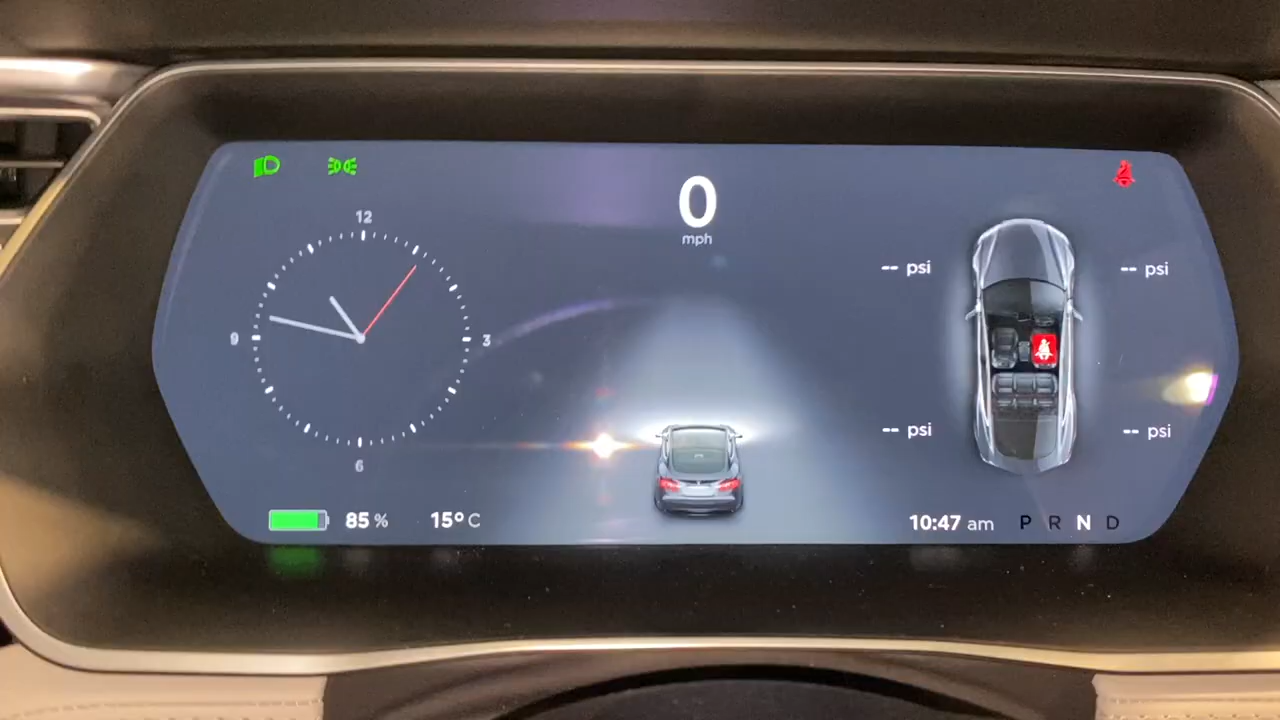 0
mph
12
9
3
6
-- psi
-- psi
-- psi
-- psi
85 %
15° C
10:47 am
P R N D